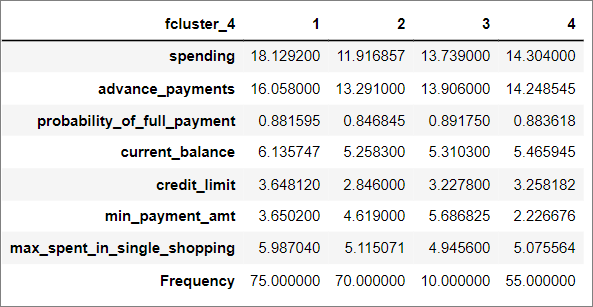 fcluster_4 1 2 3 4
spending 18.129200 11.916857 13.739000 14.304000
advance_payments 16.058000 13.291000 13.906000 14.248545
probability_of_full_payment 0.881595 0.846845 0.891750 0.883618
current_balance 6.135747 5.258300 5.310300 5.465945
credit_limit 3.648120 2.846000 3.227800 3.258182
min_payment_amt 3.650200 4.619000 5.686825 2.226676
max_spent_in_single_shopping 5.987040 5.115071 4.945600 5.075564
Frequency 75.000000 70.000000 10.000000 55.000000